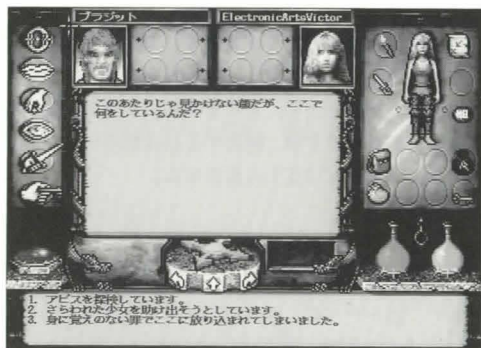 ブラジット
ElectronicArtsVictor
このあたりじゃ見かけない顔だが、ここで
何をしているんだ？
1. アビスを探検しています。
2. さらわれた少女を助け出そうとしています。
3. 身に覚えのない罪でここに放り込まれてしまいました。